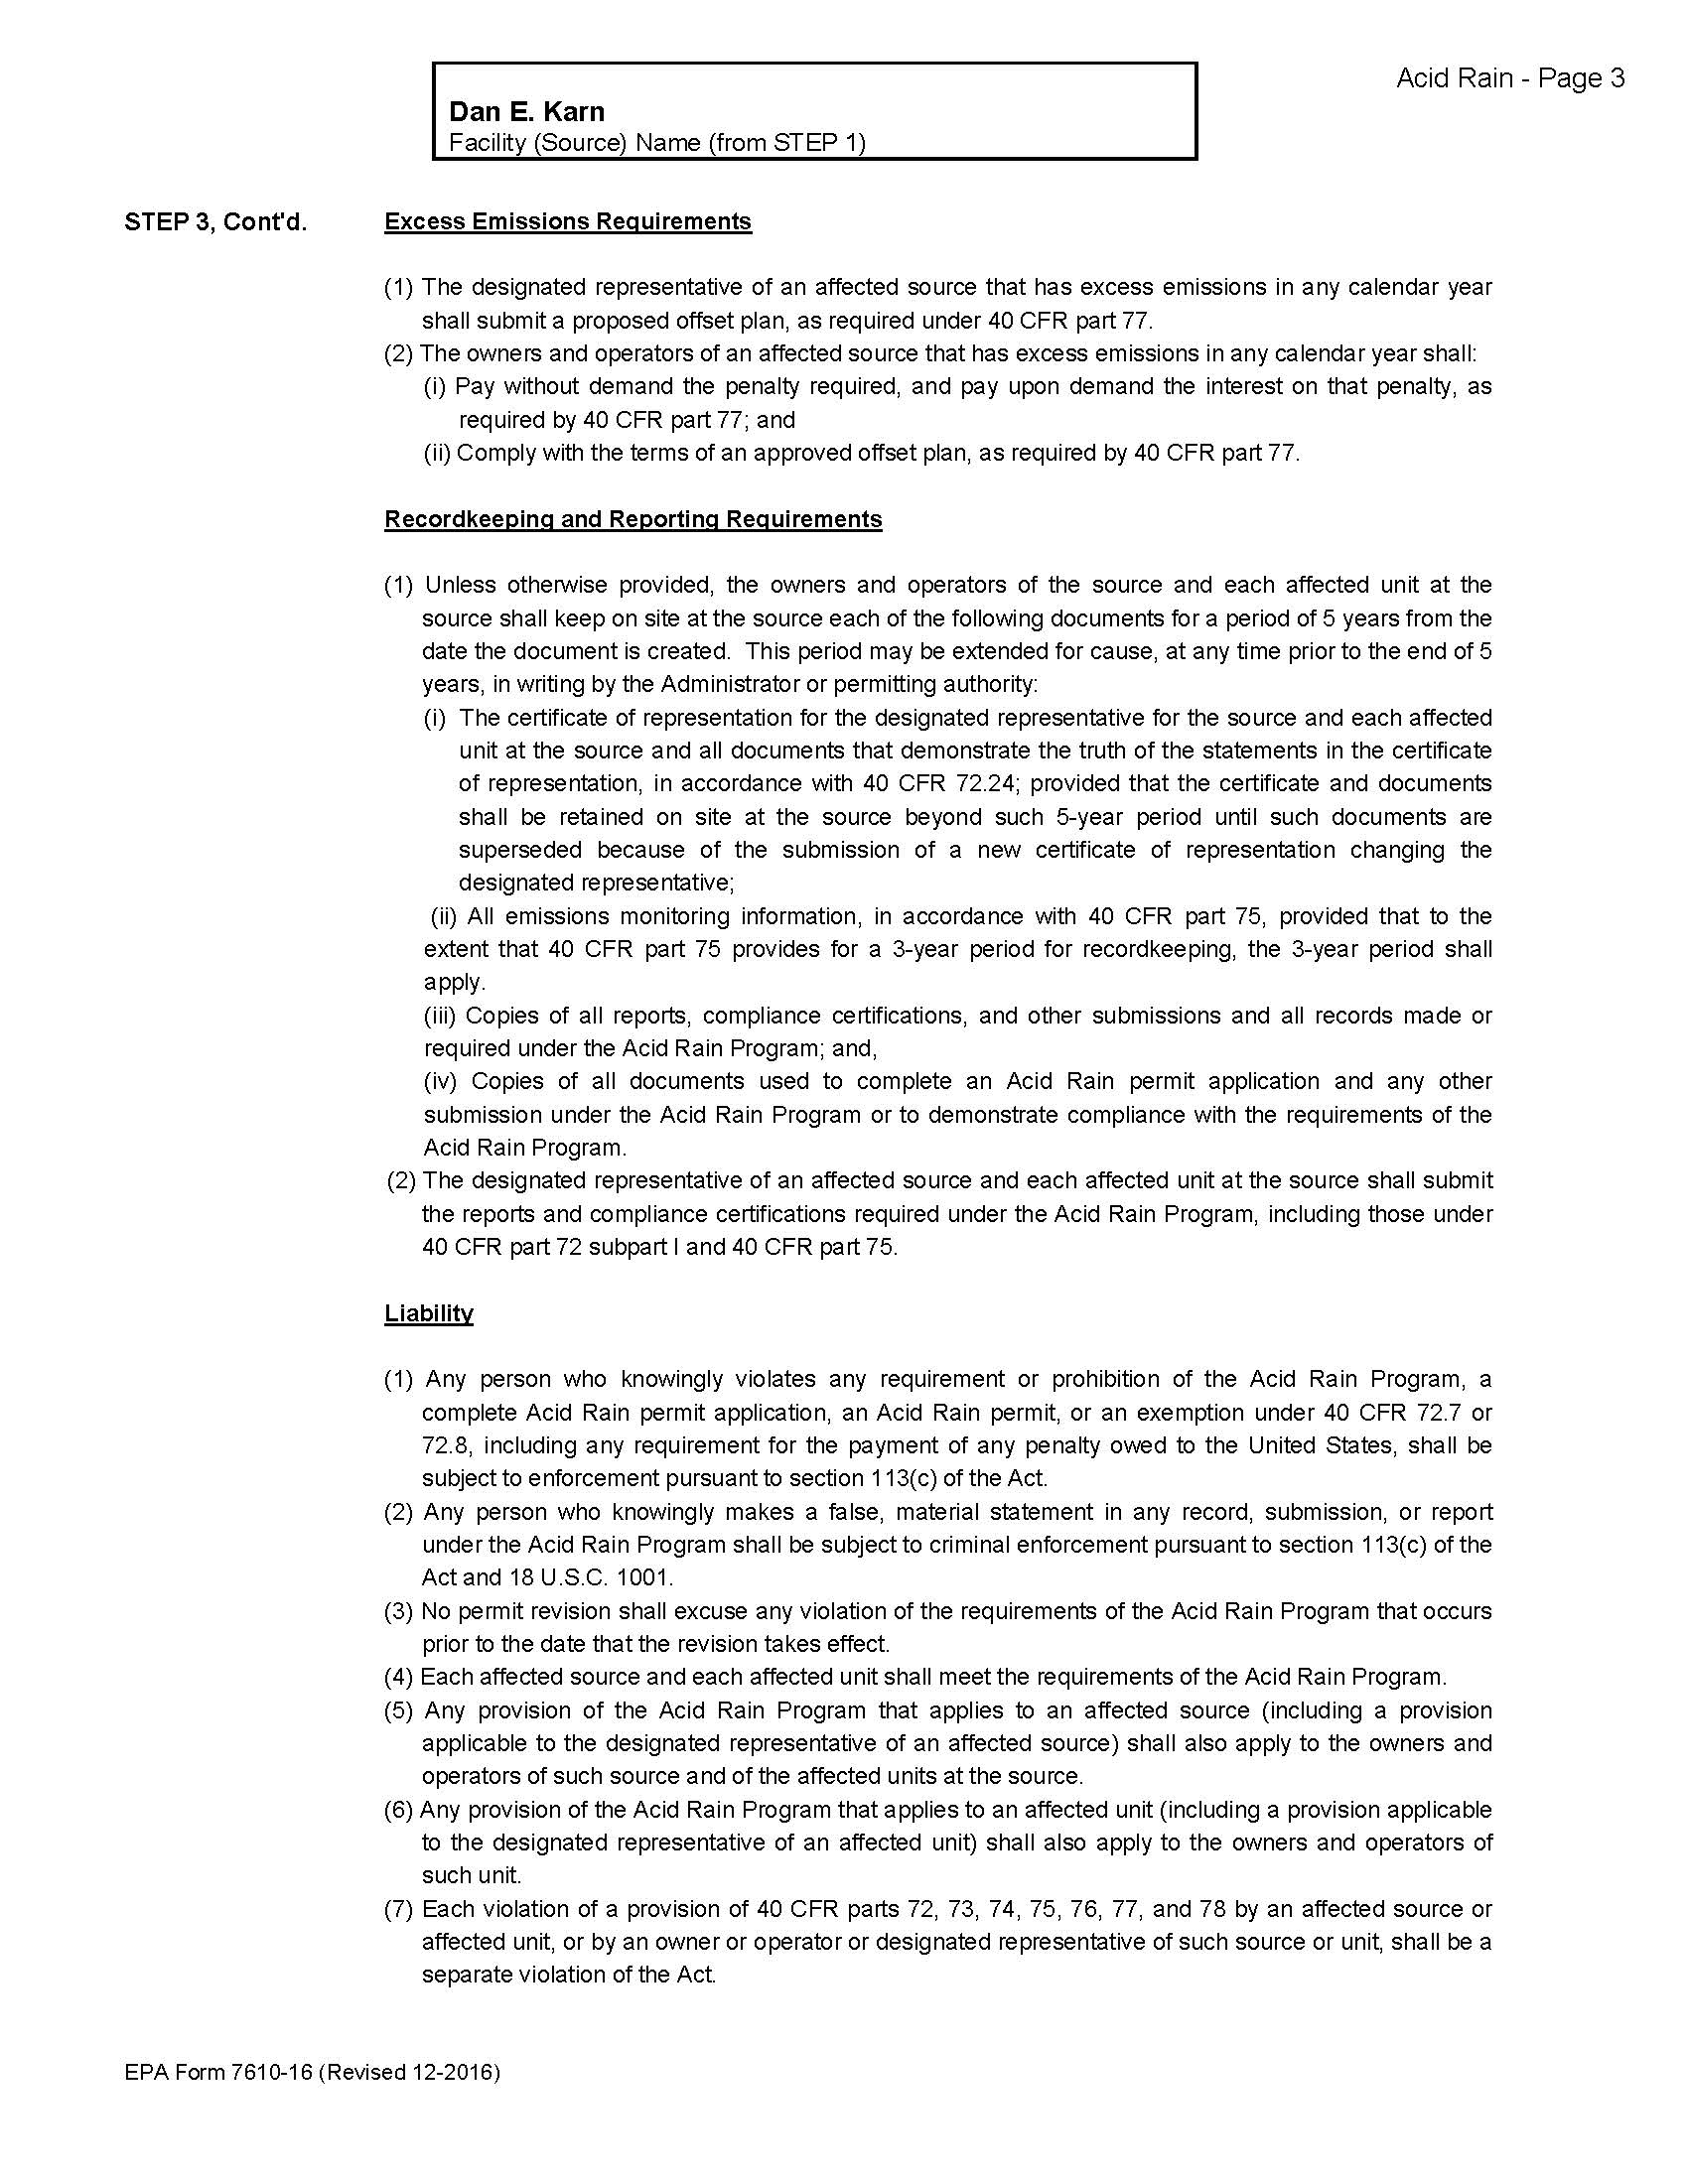 Acid Rain - Page 3
Dan E. Karn
Facility (Source) Name (from STEP 1)
STEP 3, Cont'd.
Excess Emissions Requirements
(1) The designated representative of an affected source that has excess emissions in any calendar year
shall submit a proposed offset plan, as required under 40 CFR part 77.
(2) The owners and operators of an affected source that has excess emissions in any calendar year shall:
(i) Pay without demand the penalty required, and pay upon demand the interest on that penalty, as
required by 40 CFR part 77; and
(ii) Comply with the terms of an approved offset plan, as required by 40 CFR part 77.
Recordkeeping and Reporting Requirements
(1) Unless otherwise provided, the owners and operators of the source and each affected unit at the
source shall keep on site at the source each of the following documents for a period of 5 years from the
date the document is created.  This period may be extended for cause, at any time prior to the end of 5
years, in writing by the Administrator or permitting authority:
(i) The certificate of representation for the designated representative for the source and each affected
unit at the source and all documents that demonstrate the truth of the statements in the certificate
of representation, in accordance with 40 CFR 72.24; provided that the certificate and documents
shall be retained on site at the source beyond such 5-year period until such documents are
superseded because of the submission of a new certificate of representation changing the
designated representative;
(ii) All emissions monitoring information, in accordance with 40 CFR part 75, provided that to the
extent that 40 CFR part 75 provides for a 3-year period for recordkeeping, the 3-year period shall
apply.
(iii) Copies of all reports, compliance certifications, and other submissions and all records made or
required under the Acid Rain Program; and,
(iv) Copies of all documents used to complete an Acid Rain permit application and any other
submission under the Acid Rain Program or to demonstrate compliance with the requirements of the
Acid Rain Program.
(2) The designated representative of an affected source and each affected unit at the source shall submit
the reports and compliance certifications required under the Acid Rain Program, including those under
40 CFR part 72 subpart I and 40 CFR part 75.
Liability
(1) Any person who knowingly violates any requirement or prohibition of the Acid Rain Program, a
complete Acid Rain permit application, an Acid Rain permit, or an exemption under 40 CFR 72.7 or
72.8, including any requirement for the payment of any penalty owed to the United States, shall be
subject to enforcement pursuant to section 113(c) of the Act.
(2) Any person who knowingly makes a false, material statement in any record, submission, or report
under the Acid Rain Program shall be subject to criminal enforcement pursuant to section 113(c) of the
Act and 18 U.S.C. 1001.
(3) No permit revision shall excuse any violation of the requirements of the Acid Rain Program that occurs
prior to the date that the revision takes effect.
(4) Each affected source and each affected unit shall meet the requirements of the Acid Rain Program.
(5) Any provision of the Acid Rain Program that applies to an affected source (including a provision
applicable to the designated representative of an affected source) shall also apply to the owners and
operators of such source and of the affected units at the source.
(6) Any provision of the Acid Rain Program that applies to an affected unit (including a provision applicable
to the designated representative of an affected unit) shall also apply to the owners and operators of
such unit.
(7) Each violation of a provision of 40 CFR parts 72, 73, 74, 75, 76, 77, and 78 by an affected source or
affected unit, or by an owner or operator or designated representative of such source or unit, shall be a
separate violation of the Act.
EPA Form 7610-16 (Revised 12-2016)